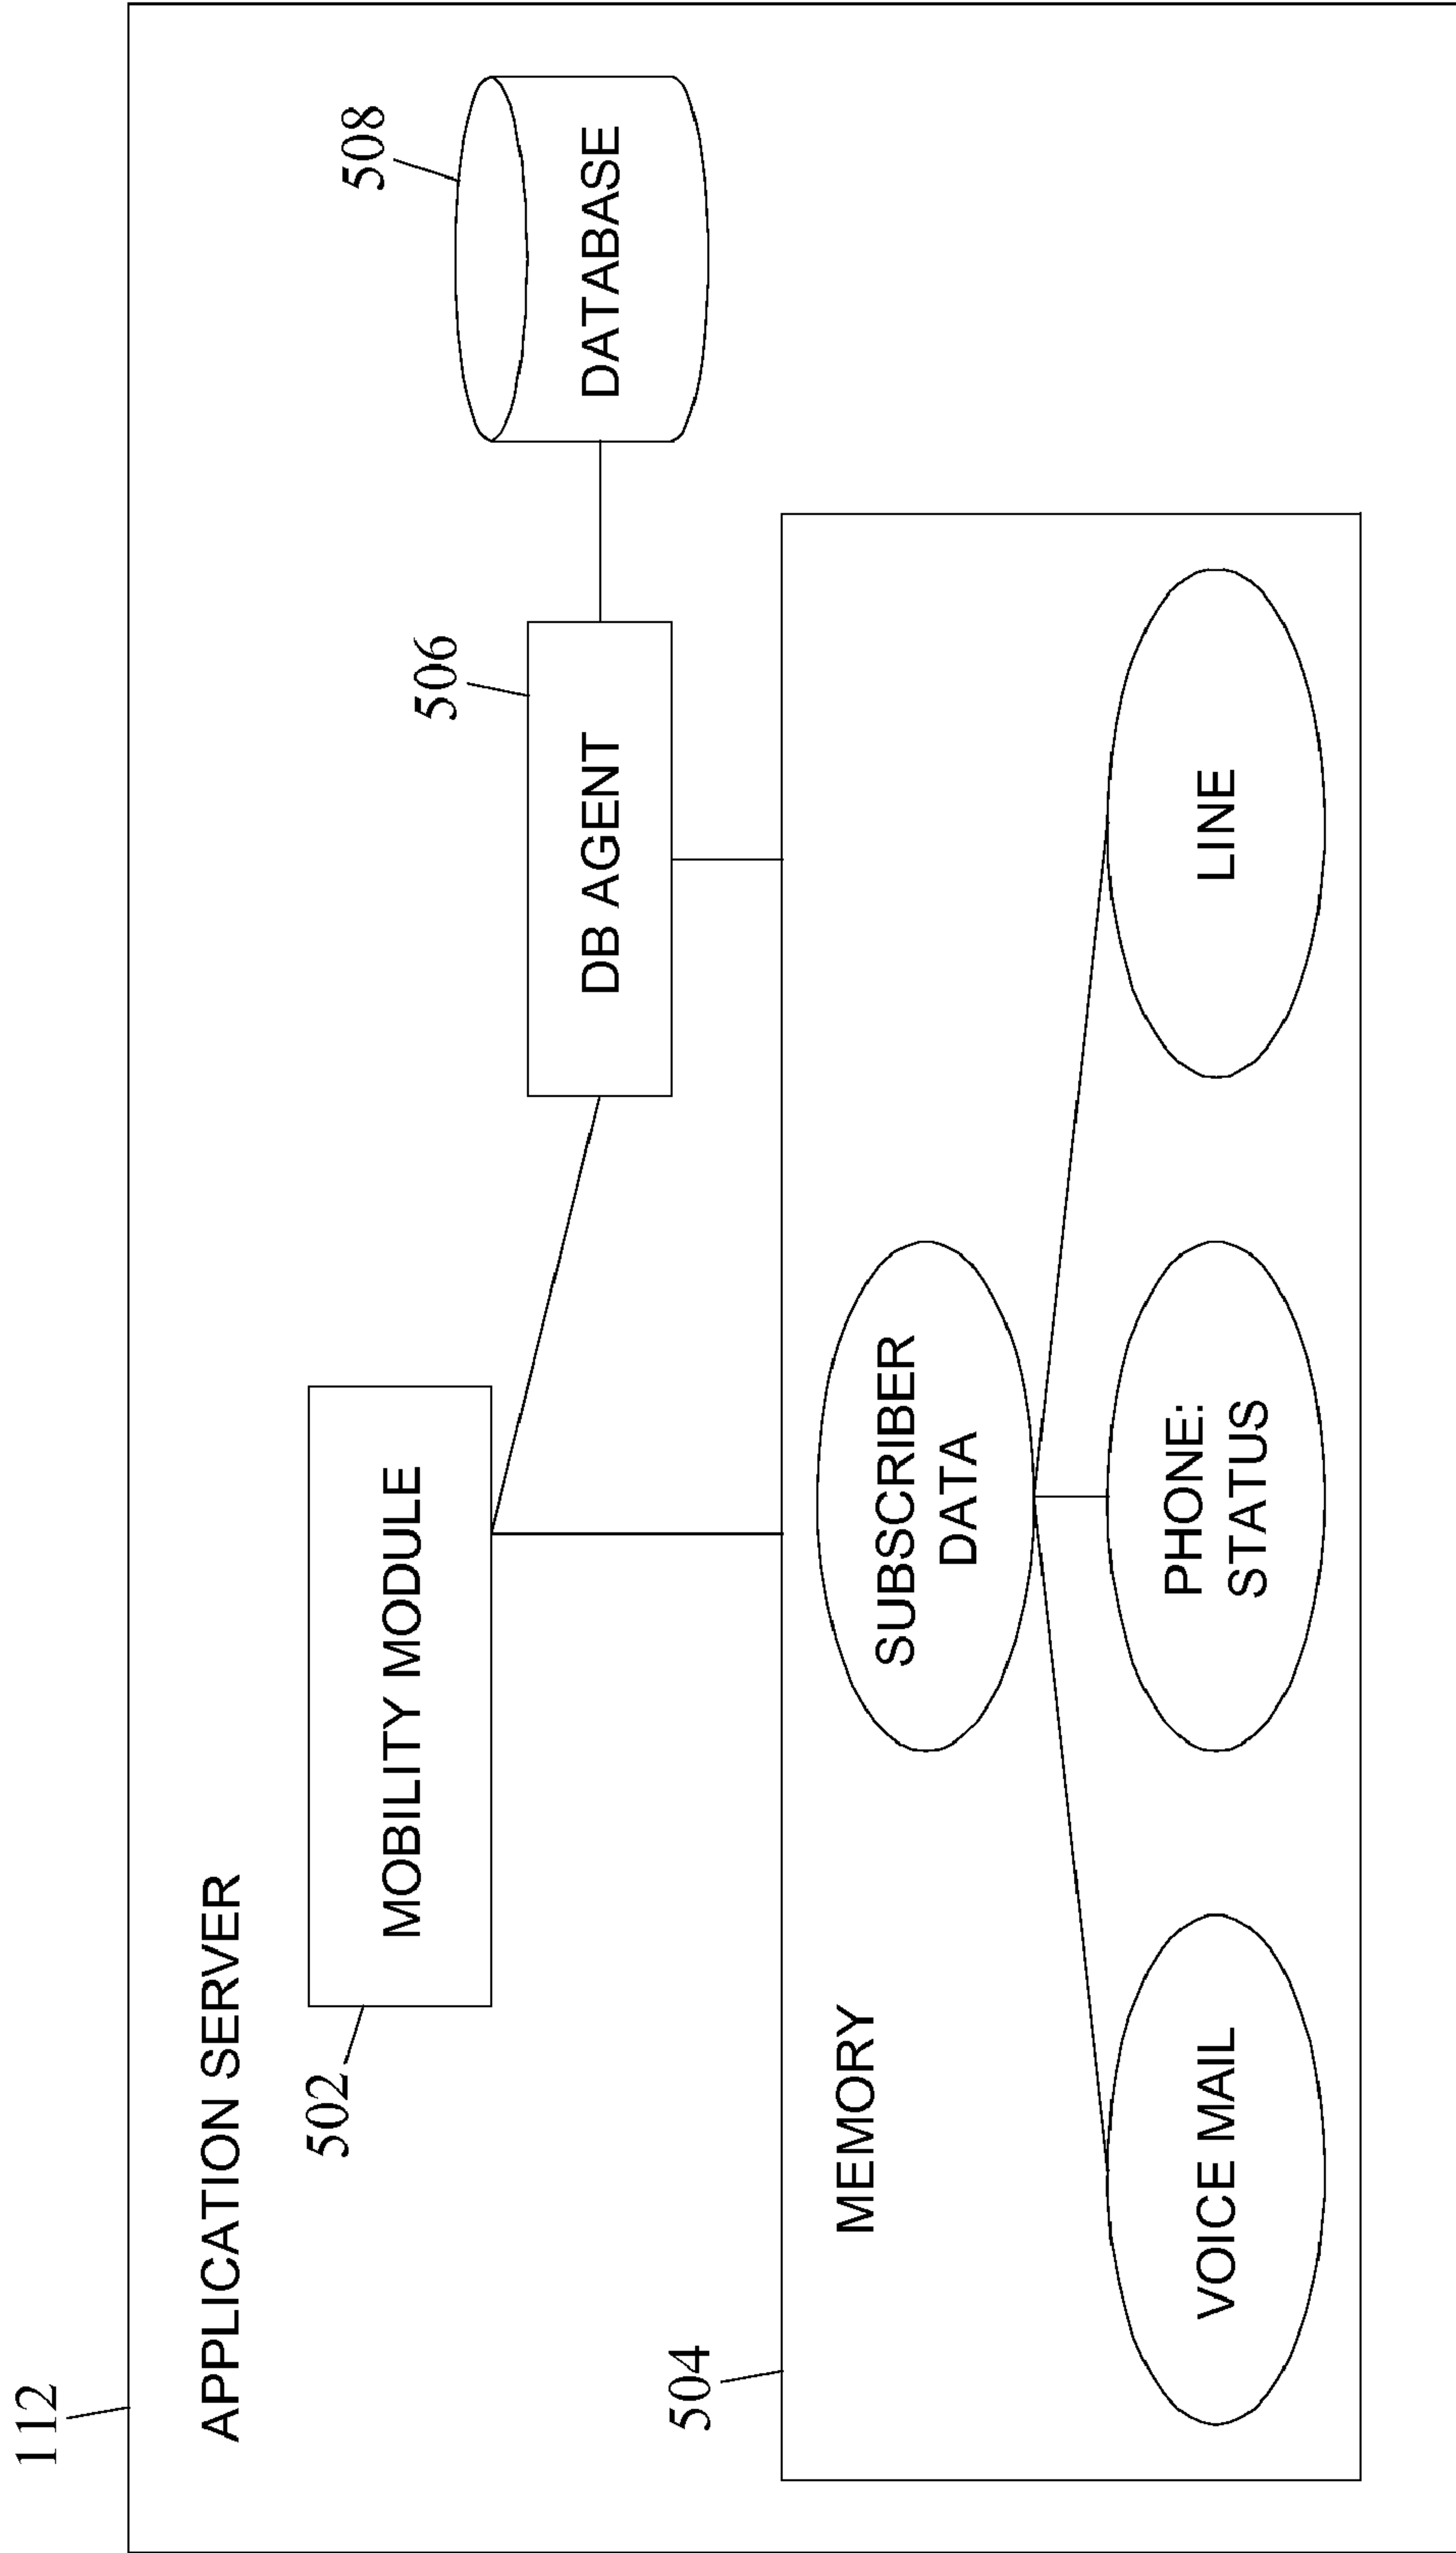 112
APPLICATION SERVER
502
MOBILITY MODULE
508
506
DB AGENT
DATABASE
504
MEMORY
SUBSCRIBER
DATA
VOICE MAIL
PHONE:
STATUS
LINE